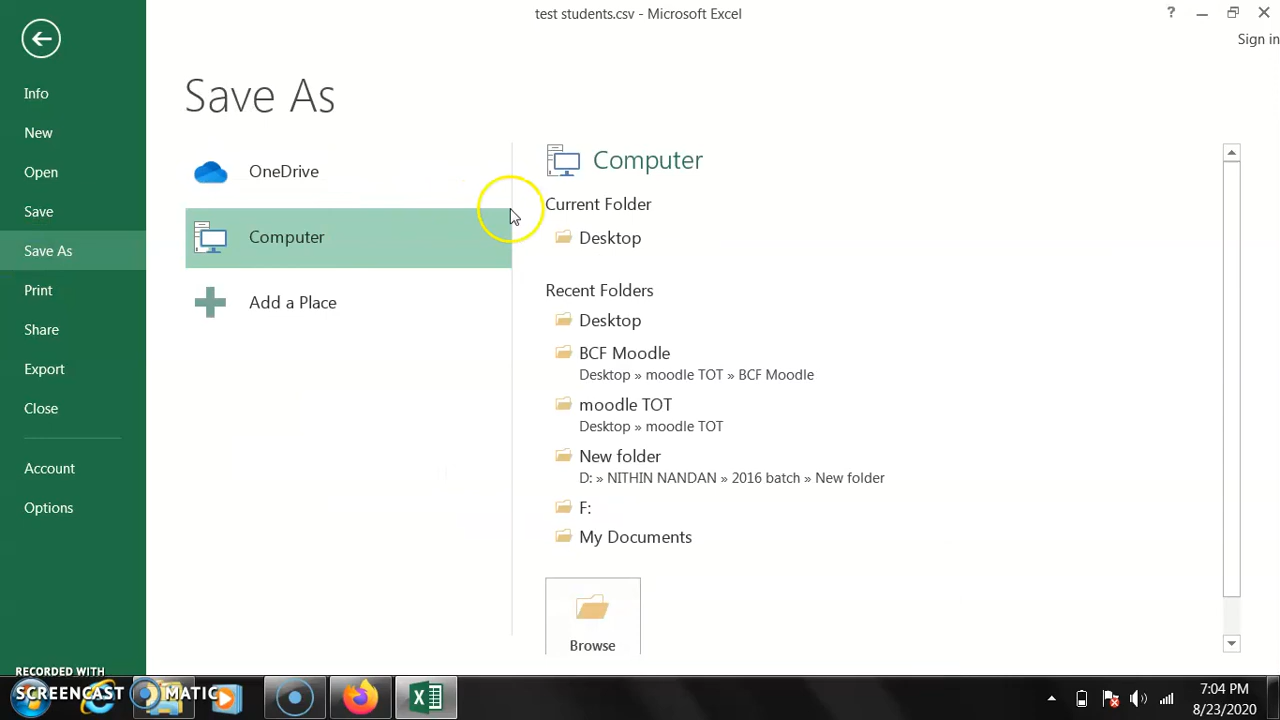 test students.csv - Microsoft Excel
?
Sign in
Info
New
Open
Save
Save As
Print
Share
Export
Close
Account
Options
Save As
OneDrive
Computer
Add a Place
Computer
Current Folder
Desktop
Recent Folders
Desktop
BCF Moodle
Desktop » moodle TOT » BCF Moodle
moodle TOT
Desktop » moodle TOT
New folder
D: » NITHIN NANDAN » 2016 batch » New folder
F:
My Documents
Browse
RECORDED WITH
SCREENCAST MATIC
7:04 PM
8/23/2020